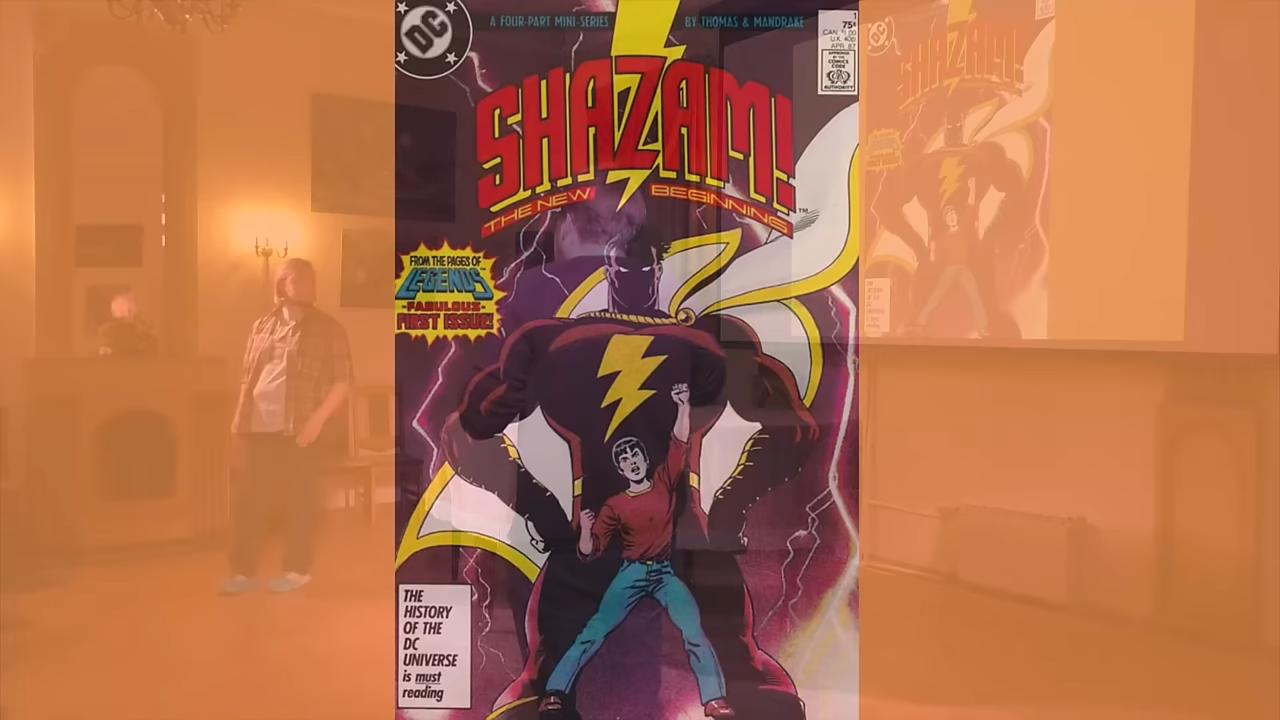 DC
A FOUR-PART MINI-SERIES
BY THOMAS & MANDRAKE
1
75¢
CAN. $1.00
U.K. 40p
APR. 87
APPROVED
BY THE
COMICS
CODE
AUTHORITY
SHAZAM!
THE NEW BEGINNING
TM
FROM THE PAGES OF
LEGENDS
-FABULOUS-
FIRST ISSUE!
THE
HISTORY
OF THE
DC
UNIVERSE
is must
reading
SHAZAM!